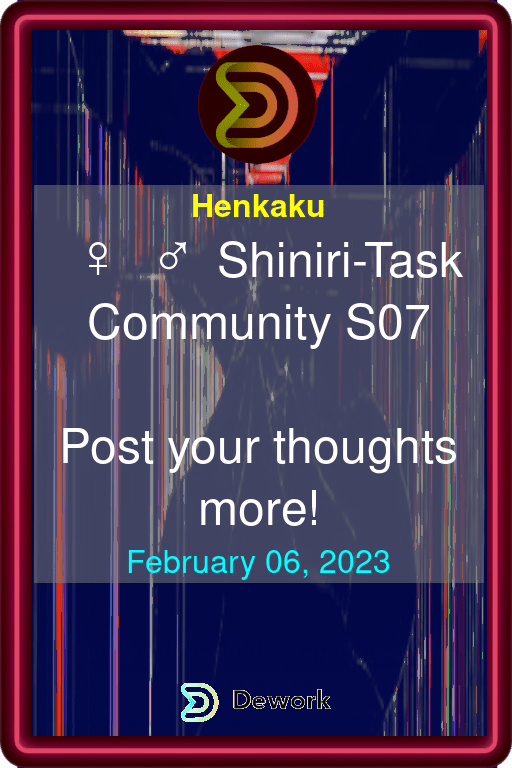 Henkaku
♀ ♂ Shiniri-Task
Community S07
Post your thoughts
more!
February 06, 2023
Dework